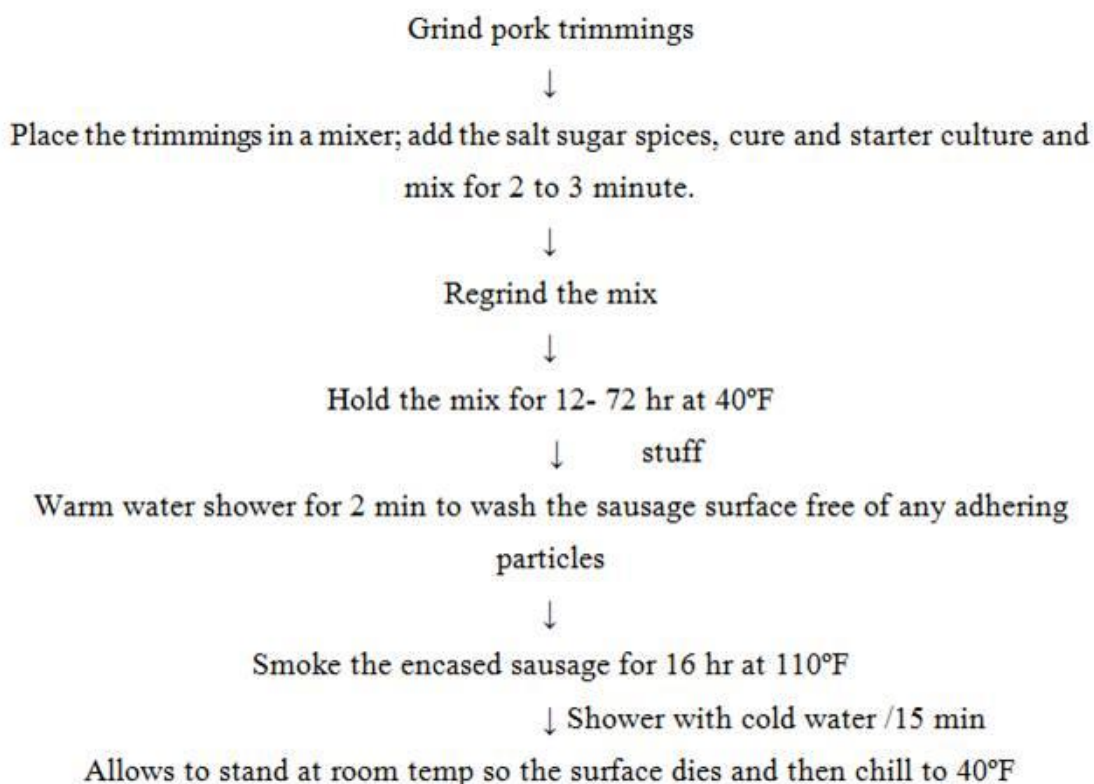 Grind pork trimmings
↓
Place the trimmings in a mixer; add the salt sugar spices, cure and starter culture and
mix for 2 to 3 minute.
↓
Regrind the mix
↓
Hold the mix for 12- 72 hr at 40°F
↓ stuff
Warm water shower for 2 min to wash the sausage surface free of any adhering
particles
↓
Smoke the encased sausage for 16 hr at 110°F
↓ Shower with cold water /15 min
Allows to stand at room temp so the surface dies and then chill to 40°F